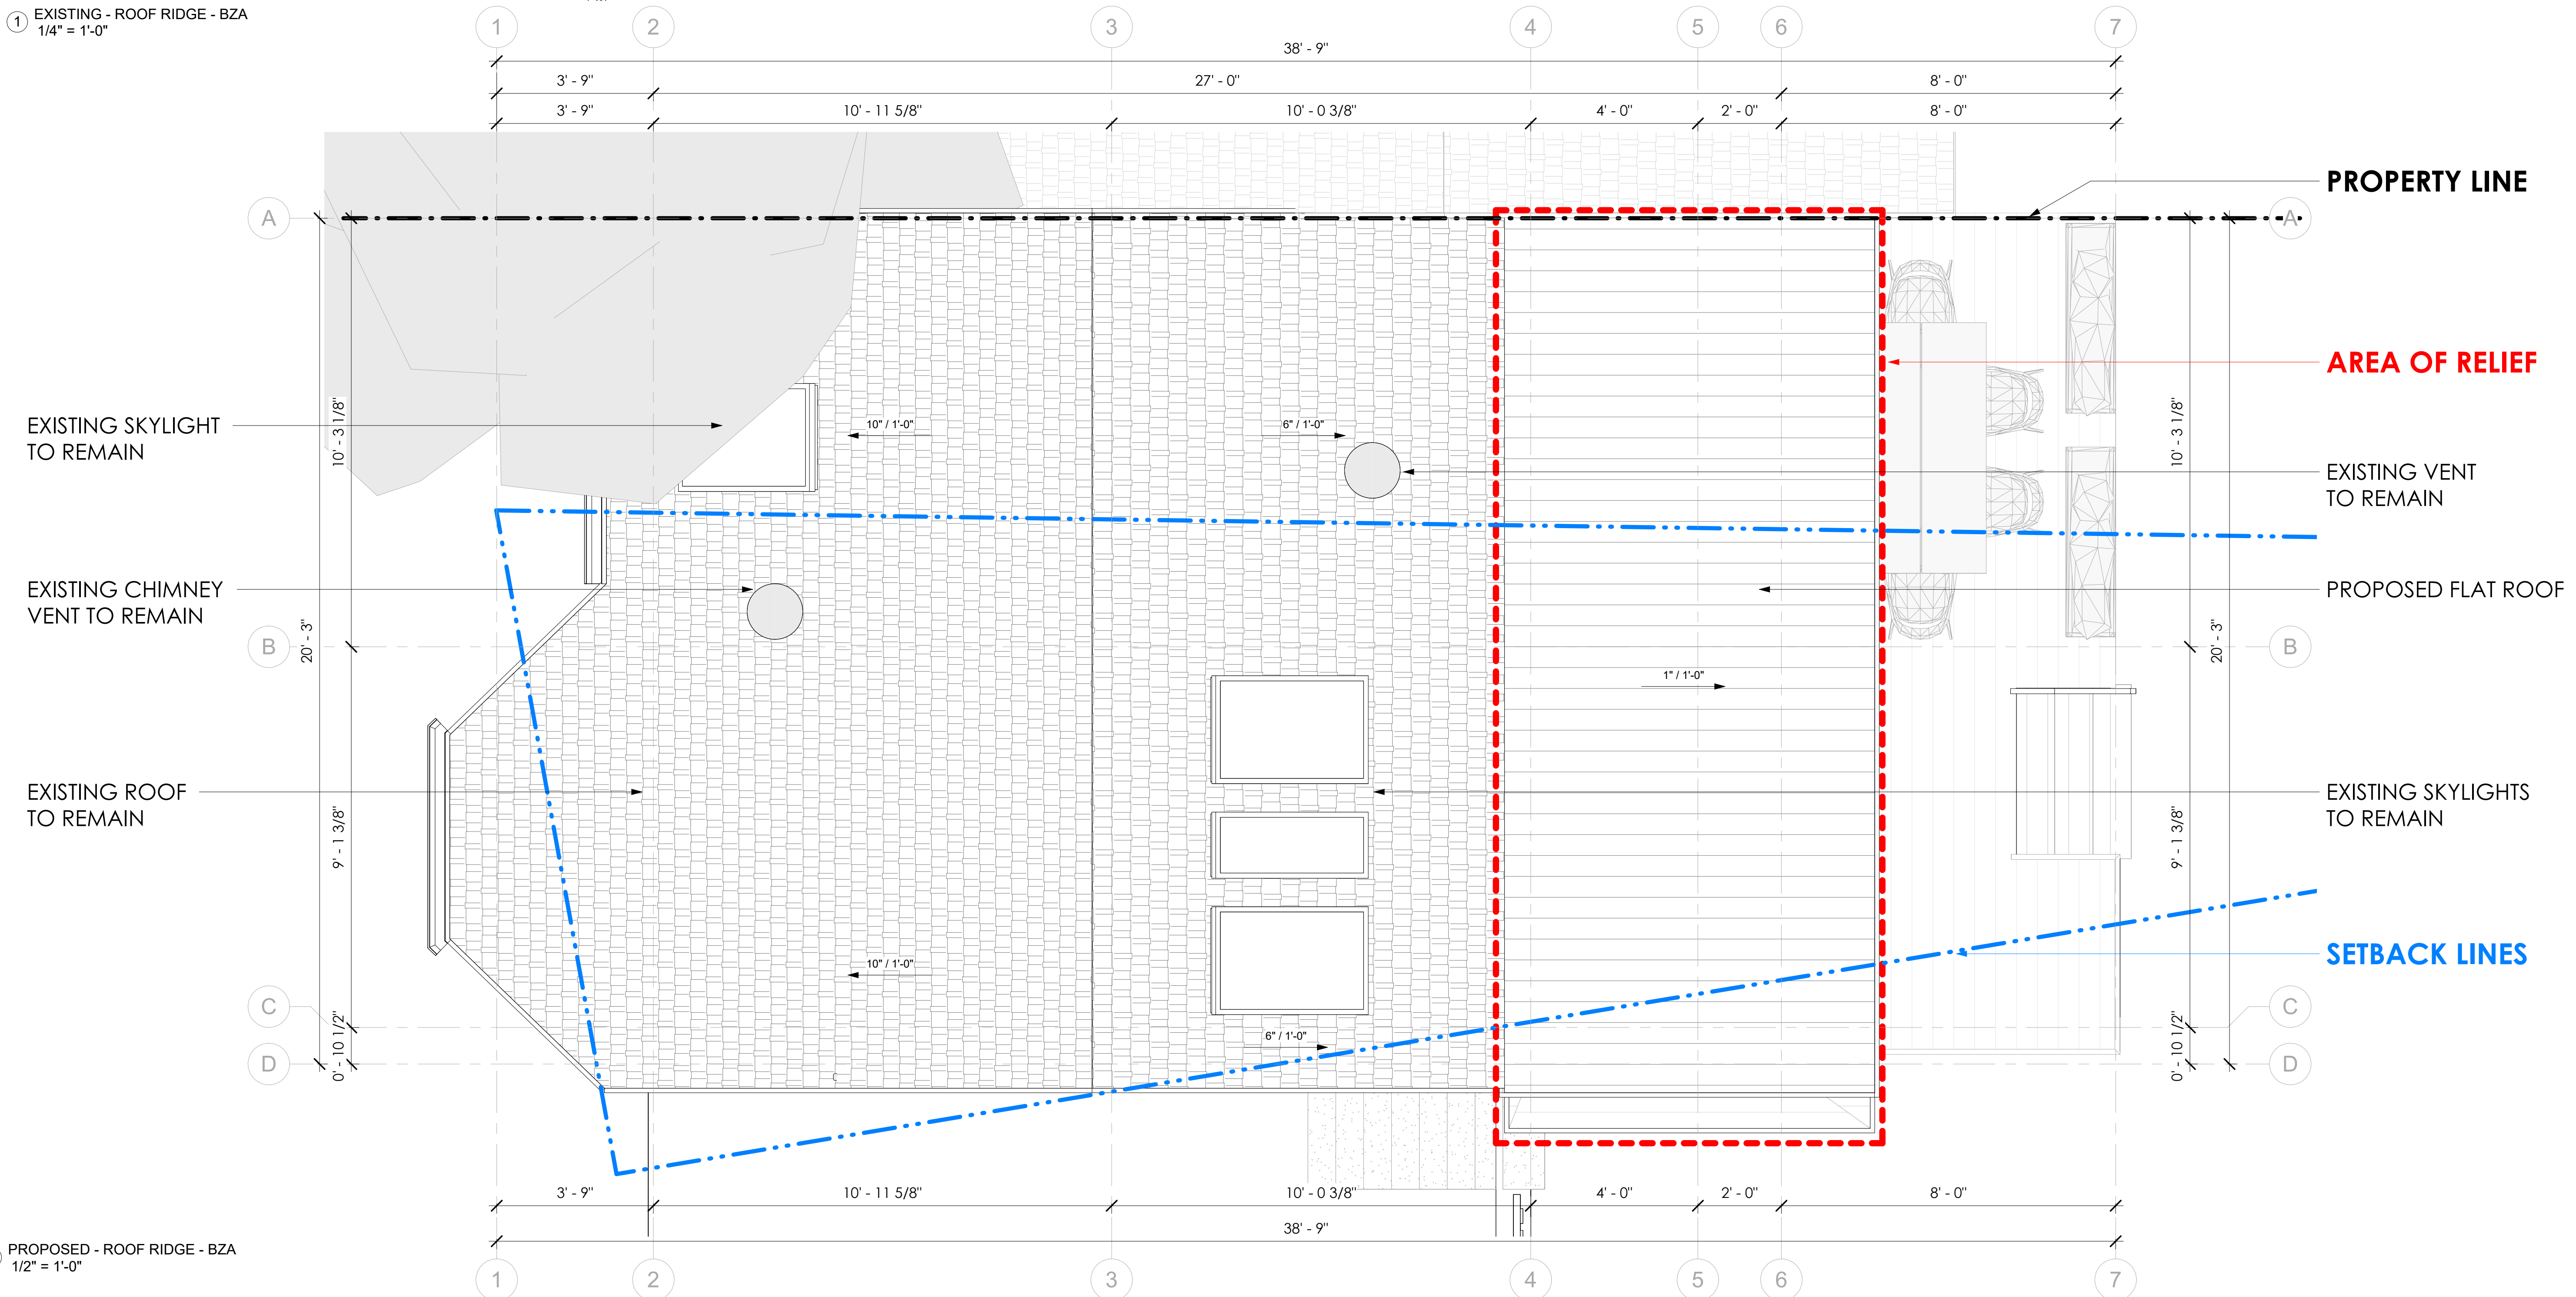 1 EXISTING - ROOF RIDGE - BZA
1/4" = 1'-0"
1 2 3 4 5 6 7
38' - 9"
3' - 9" 27' - 0" 8' - 0"
3' - 9" 10' - 11 5/8" 10' - 0 3/8" 4' - 0" 2' - 0" 8' - 0"
PROPERTY LINE
A A
AREA OF RELIEF
EXISTING SKYLIGHT
TO REMAIN
10' - 3 1/8"
10" / 1'-0"
6" / 1'-0"
10' - 3 1/8"
EXISTING VENT
TO REMAIN
EXISTING CHIMNEY
VENT TO REMAIN
PROPOSED FLAT ROOF
20' - 3"
20' - 3"
B B
1" / 1'-0"
EXISTING ROOF
TO REMAIN
EXISTING SKYLIGHTS
TO REMAIN
9' - 1 3/8"
9' - 1 3/8"
10" / 1'-0"
SETBACK LINES
C C
0' - 10 1/2"
6" / 1'-0"
0' - 10 1/2"
D D
3' - 9" 10' - 11 5/8" 10' - 0 3/8" 4' - 0" 2' - 0" 8' - 0"
38' - 9"
PROPOSED - ROOF RIDGE - BZA
1/2" = 1'-0"
1 2 3 4 5 6 7